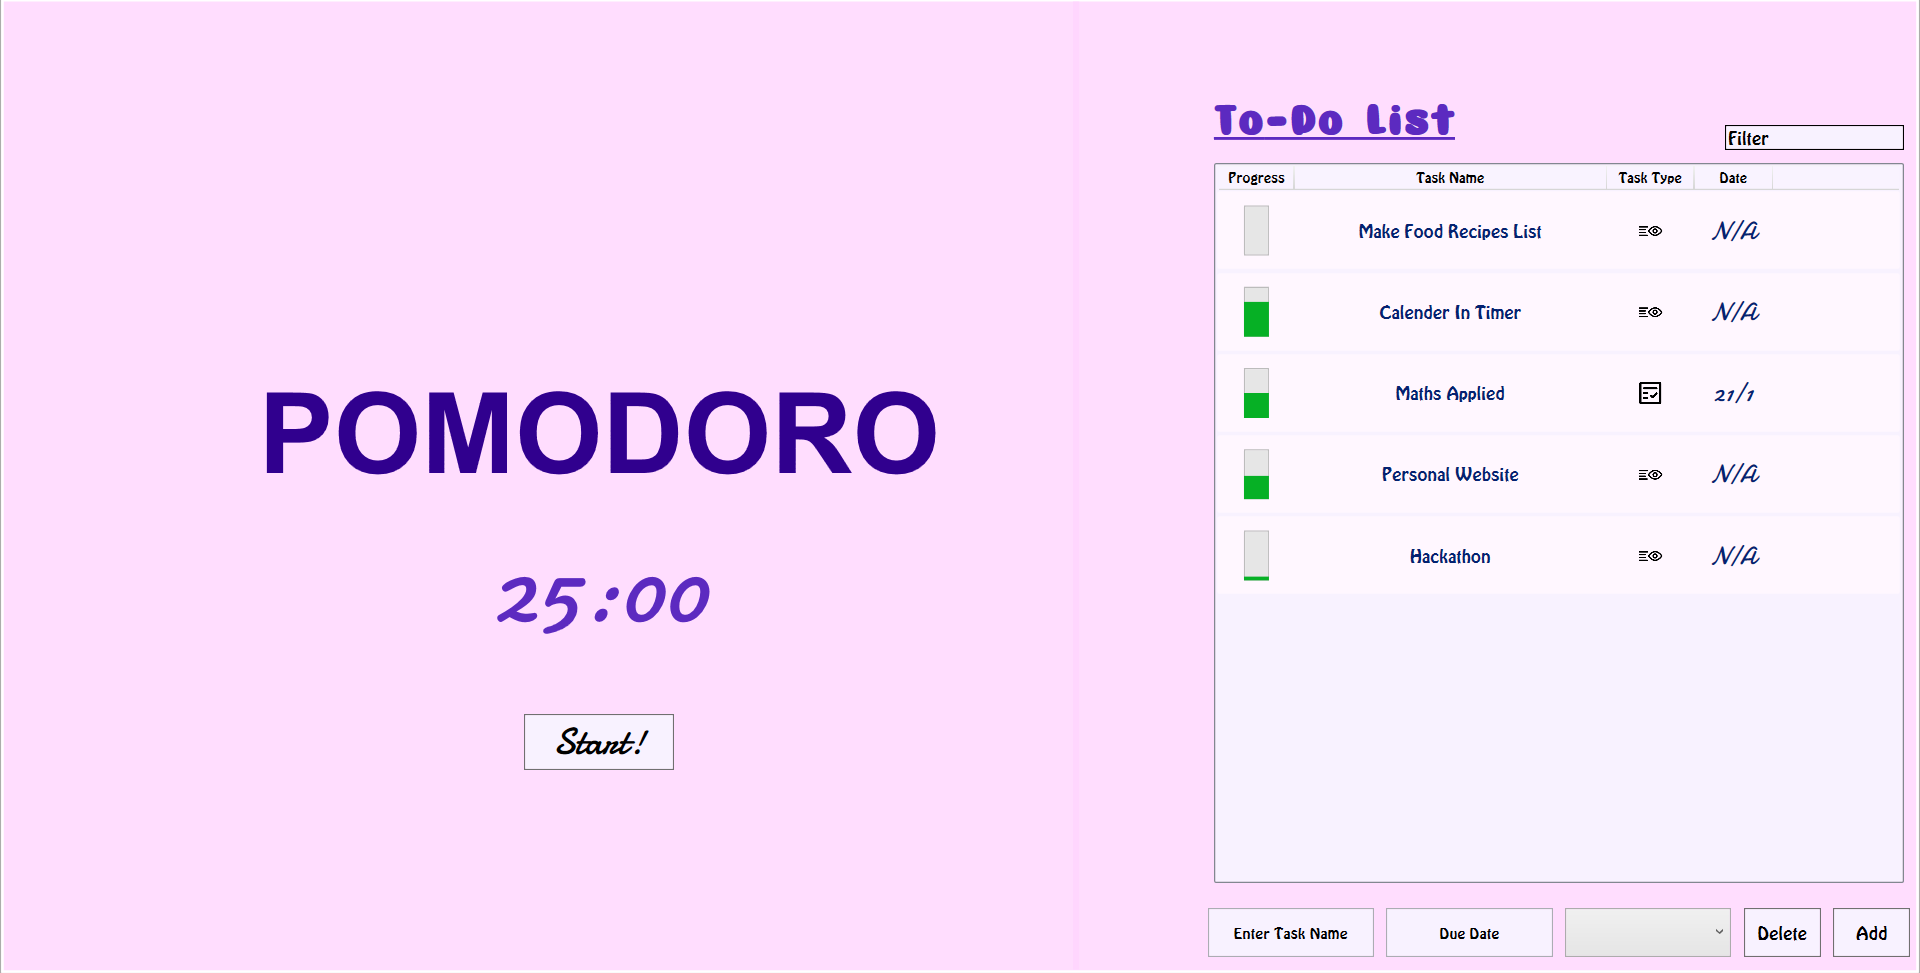 POMODORO
25:00
Start!
To-Do List
Filter
Progress Task Name Task Type Date
Make Food Recipes List N/A
Calender In Timer N/A
Maths Applied 21/1
Personal Website N/A
Hackathon N/A
Enter Task Name Due Date Delete Add